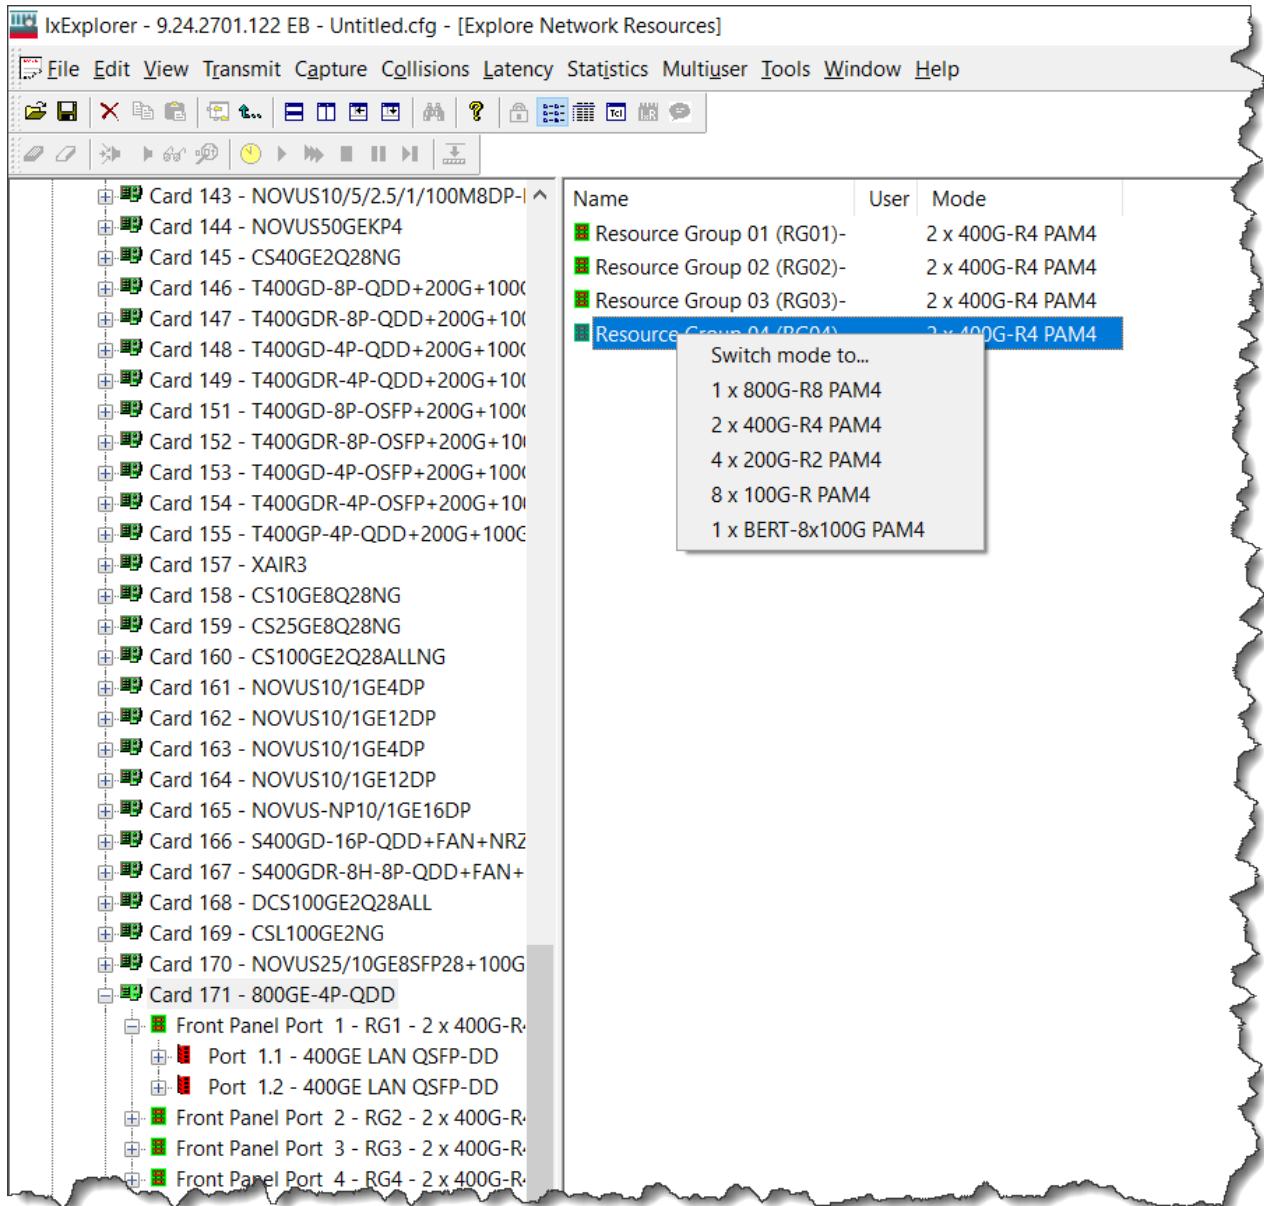 IxExplorer - 9.24.2701.122 EB - Untitled.cfg - [Explore Network Resources]
File Edit View Transmit Capture Collisions Latency Statistics Multiuser Tools Window Help
Tcl
Card 143 - NOVUS10/5/2.5/1/100M8DP-
Card 144 - NOVUS50GEKP4
Card 145 - CS40GE2Q28NG
Card 146 - T400GD-8P-QDD+200G+100
Card 147 - T400GDR-8P-QDD+200G+10
Card 148 - T400GD-4P-QDD+200G+100
Card 149 - T400GDR-4P-QDD+200G+10
Card 151 - T400GD-8P-OSFP+200G+100
Card 152 - T400GDR-8P-OSFP+200G+10
Card 153 - T400GD-4P-OSFP+200G+100
Card 154 - T400GDR-4P-OSFP+200G+10
Card 155 - T400GP-4P-QDD+200G+100G
Card 157 - XAIR3
Card 158 - CS10GE8Q28NG
Card 159 - CS25GE8Q28NG
Card 160 - CS100GE2Q28ALLNG
Card 161 - NOVUS10/1GE4DP
Card 162 - NOVUS10/1GE12DP
Card 163 - NOVUS10/1GE4DP
Card 164 - NOVUS10/1GE12DP
Card 165 - NOVUS-NP10/1GE16DP
Card 166 - S400GD-16P-QDD+FAN+NRZ
Card 167 - S400GDR-8H-8P-QDD+FAN+
Card 168 - DCS100GE2Q28ALL
Card 169 - CSL100GE2NG
Card 170 - NOVUS25/10GE8SFP28+100G
Card 171 - 800GE-4P-QDD
Front Panel Port 1 - RG1 - 2 x 400G-R
Port 1.1 - 400GE LAN QSFP-DD
Port 1.2 - 400GE LAN QSFP-DD
Front Panel Port 2 - RG2 - 2 x 400G-R
Front Panel Port 3 - RG3 - 2 x 400G-R
Front Panel Port 4 - RG4 - 2 x 400G-R
Name User Mode
Resource Group 01 (RG01)- 2 x 400G-R4 PAM4
Resource Group 02 (RG02)- 2 x 400G-R4 PAM4
Resource Group 03 (RG03)- 2 x 400G-R4 PAM4
Resource Group 04 (RG04)- 2 x 400G-R4 PAM4
Switch mode to...
1 x 800G-R8 PAM4
2 x 400G-R4 PAM4
4 x 200G-R2 PAM4
8 x 100G-R PAM4
1 x BERT-8x100G PAM4